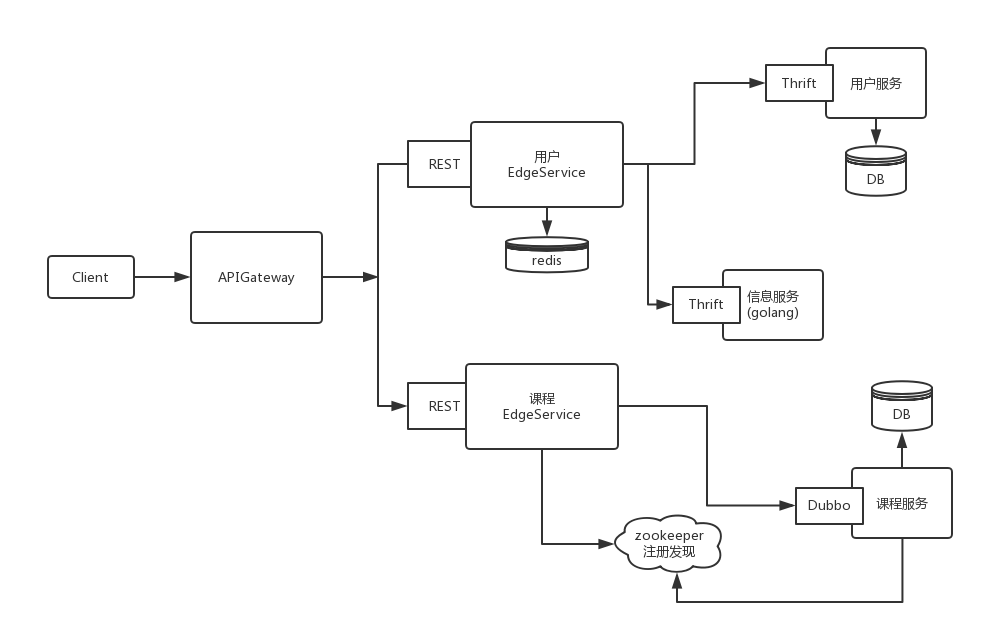 Client
APIGateway
REST
用户
EdgeService
redis
Thrift
用户服务
DB
Thrift
信息服务
(golang)
REST
课程
EdgeService
DB
Dubbo
课程服务
zookeeper
注册发现